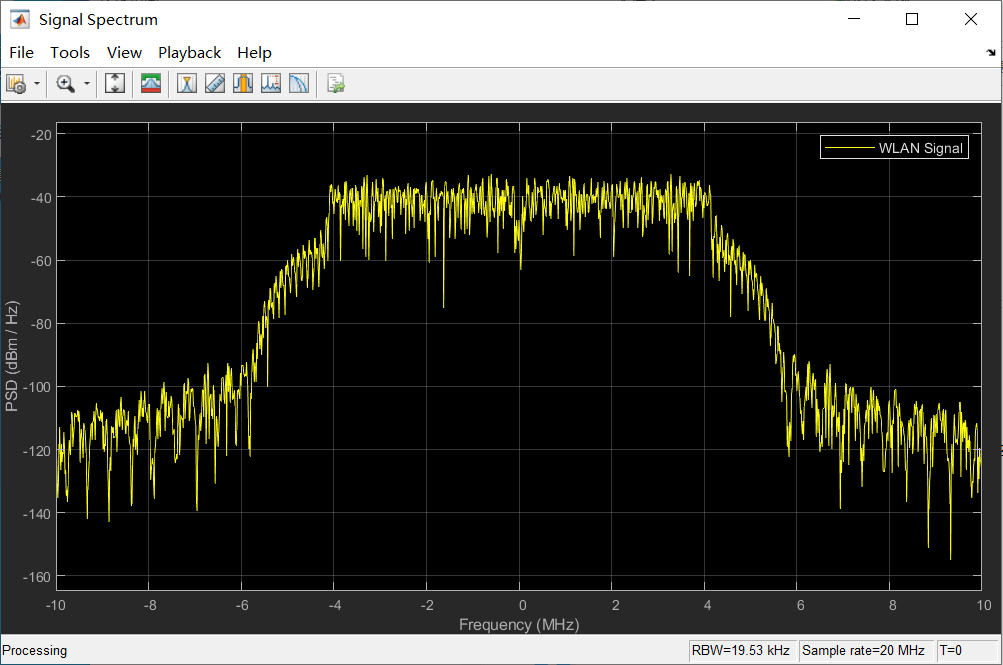 Signal Spectrum
File Tools View Playback Help
WLAN Signal
-20
-40
-60
-80
-100
-120
-140
-160
PSD (dBm / Hz)
-10 -8 -6 -4 -2 0 2 4 6 8 10
Frequency (MHz)
Processing RBW=19.53 kHz Sample rate=20 MHz T=0